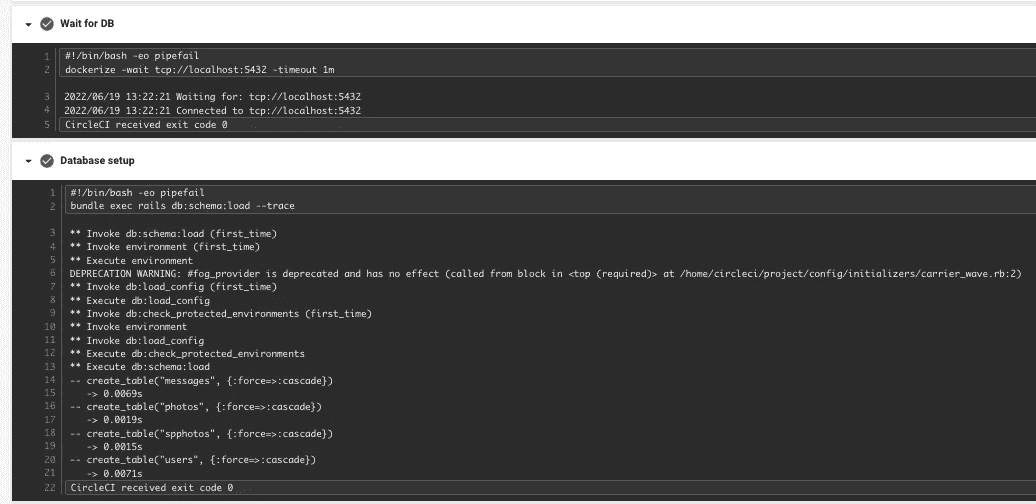 Wait for DB
1 #!/bin/bash -eo pipefail
2 dockerize -wait tcp://localhost:5432 -timeout 1m
3 2022/06/19 13:22:21 Waiting for: tcp://localhost:5432
4 2022/06/19 13:22:21 Connected to tcp://localhost:5432
5 CircleCI received exit code 0
Database setup
1 #!/bin/bash -eo pipefail
2 bundle exec rails db:schema:load --trace
3 ** Invoke db:schema:load (first_time)
4 ** Invoke environment (first_time)
5 ** Execute environment
6 DEPRECATION WARNING: #fog_provider is deprecated and has no effect (called from block in <top (required)> at /home/circleci/project/config/initializers/carrier_wave.rb:2)
7 ** Invoke db:load_config (first_time)
8 ** Execute db:load_config
9 ** Invoke db:check_protected_environments (first_time)
10 ** Invoke environment
11 ** Invoke db:load_config
12 ** Execute db:check_protected_environments
13 ** Execute db:schema:load
14 -- create_table("messages", {:force=>:cascade})
15 -> 0.0069s
16 -- create_table("photos", {:force=>:cascade})
17 -> 0.0019s
18 -- create_table("spphotos", {:force=>:cascade})
19 -> 0.0015s
20 -- create_table("users", {:force=>:cascade})
21 -> 0.0071s
22 CircleCI received exit code 0